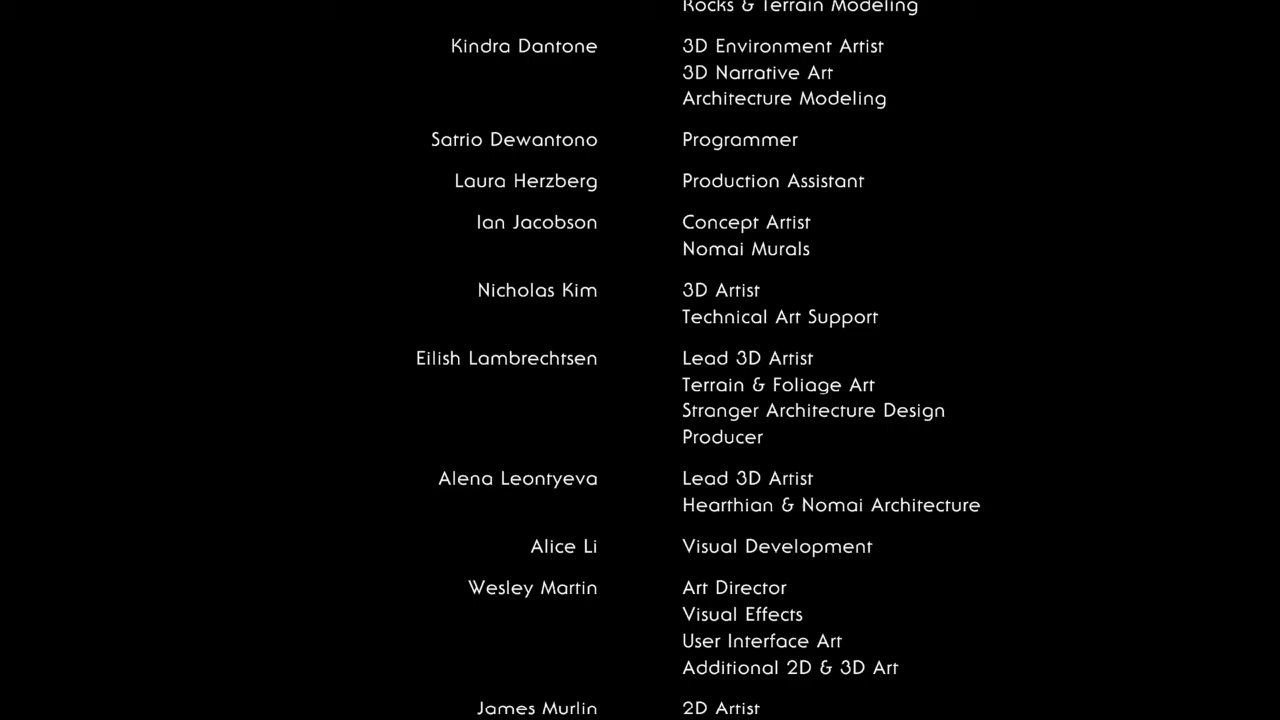 Rocks & Terrain Modeling
Kindra Dantone 3D Environment Artist
3D Narrative Art
Architecture Modeling
Satrio Dewantono Programmer
Laura Herzberg Production Assistant
Ian Jacobson Concept Artist
Nomai Murals
Nicholas Kim 3D Artist
Technical Art Support
Eilish Lambrechtsen Lead 3D Artist
Terrain & Foliage Art
Stranger Architecture Design
Producer
Alena Leontyeva Lead 3D Artist
Hearthian & Nomai Architecture
Alice Li Visual Development
Wesley Martin Art Director
Visual Effects
User Interface Art
Additional 2D & 3D Art
James Murlin 2D Artist